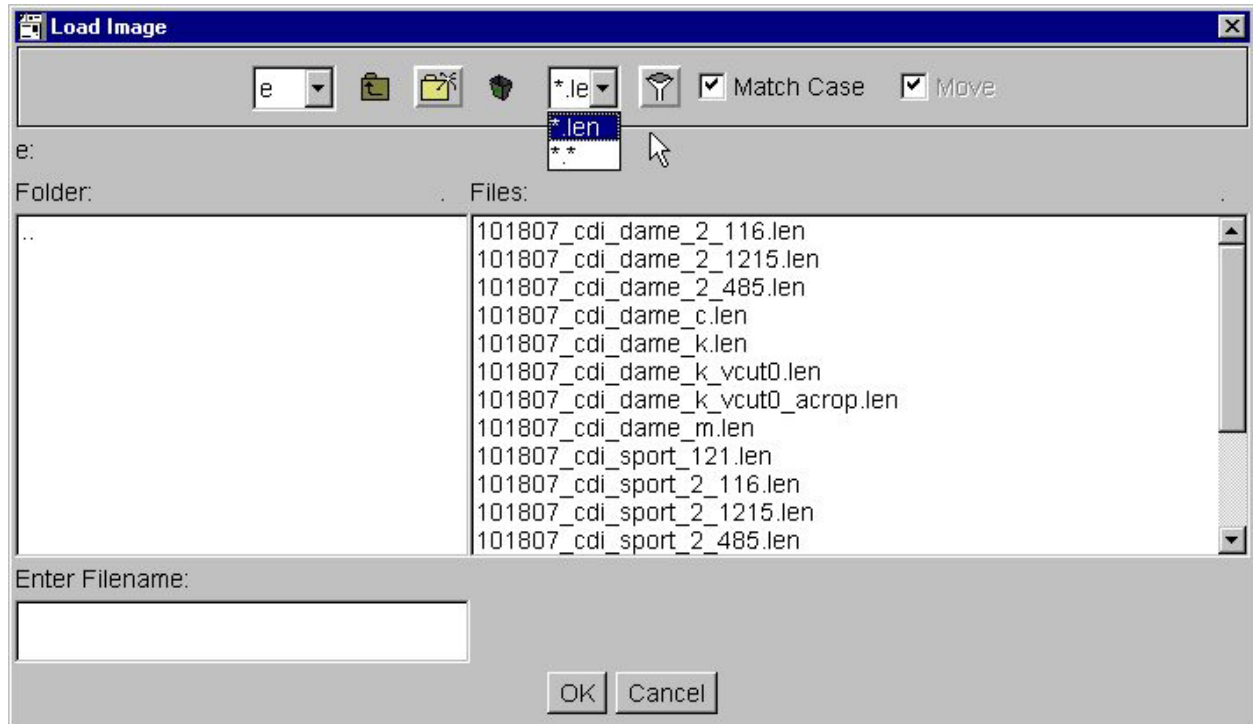 Load Image
e *.le Match Case Move
*.len
*.*
e:
Folder: . Files: .
..
101807_cdi_dame_2_116.len
101807_cdi_dame_2_1215.len
101807_cdi_dame_2_485.len
101807_cdi_dame_c.len
101807_cdi_dame_k.len
101807_cdi_dame_k_vcut0.len
101807_cdi_dame_k_vcut0_acrop.len
101807_cdi_dame_m.len
101807_cdi_sport_121.len
101807_cdi_sport_2_116.len
101807_cdi_sport_2_1215.len
101807_cdi_sport_2_485.len
Enter Filename:
OK Cancel